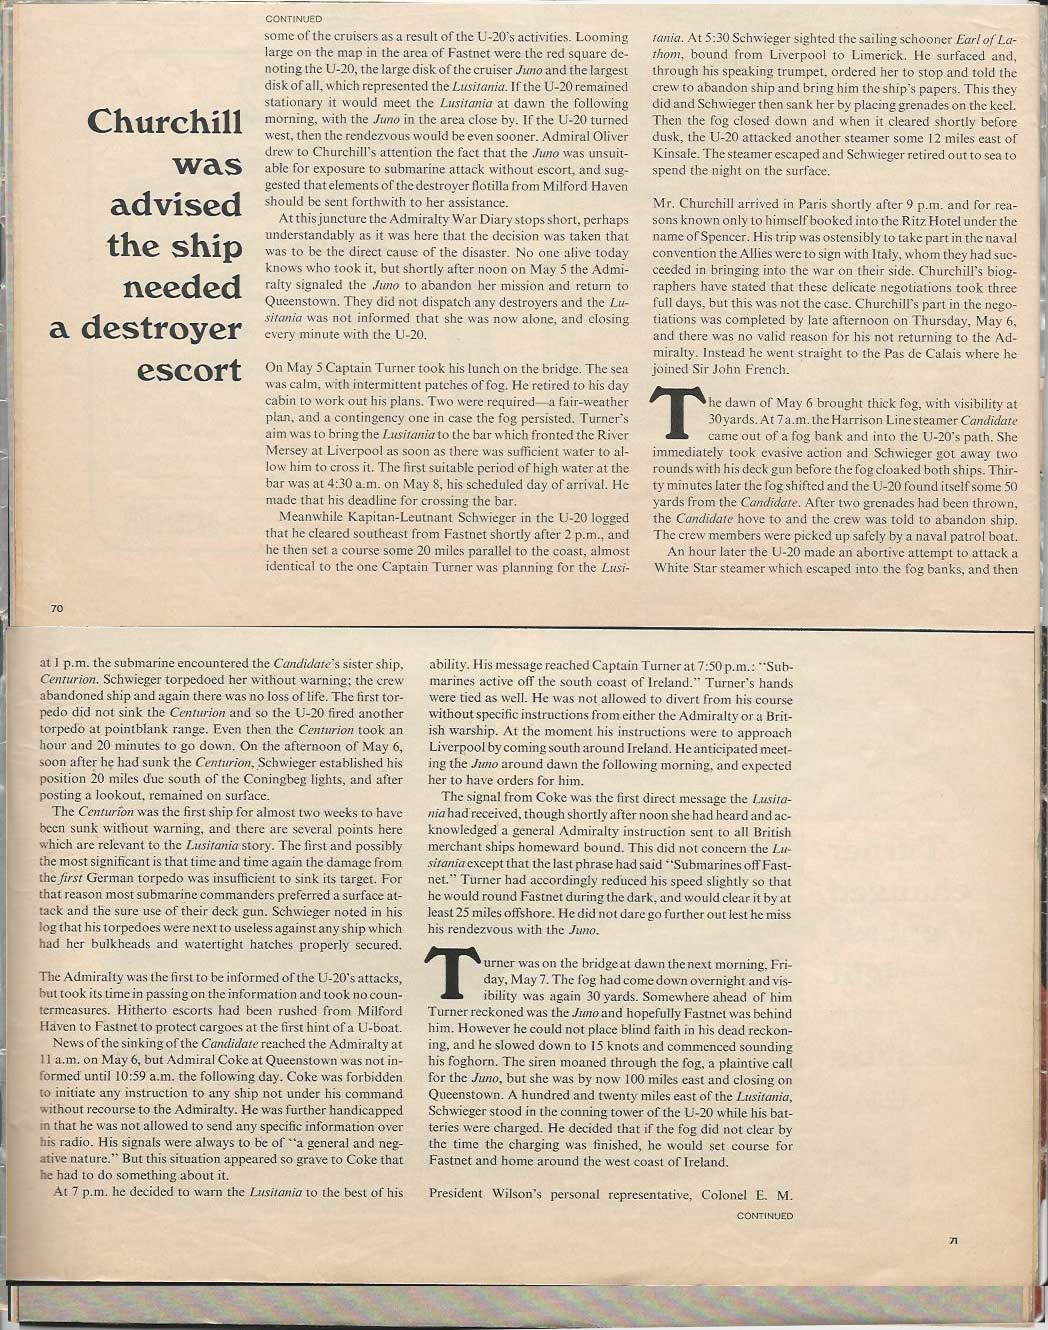 CONTINUED
Churchill
was
advised
the ship
needed
a destroyer
escort
some of the cruisers as a result of the U-20's activities. Looming
large on the map in the area of Fastnet were the red square de-
noting the U-20, the large disk of the cruiser Juno and the largest
disk of all, which represented the Lusitania. If the U-20 remained
stationary it would meet the Lusitania at dawn the following
morning, with the Juno in the area close by. If the U-20 turned
west, then the rendezvous would be even sooner. Admiral Oliver
drew to Churchill's attention the fact that the Juno was unsuit-
able for exposure to submarine attack without escort, and sug-
gested that elements of the destroyer flotilla from Milford Haven
should be sent forthwith to her assistance.
At this juncture the Admiralty War Diary stops short, perhaps
understandably as it was here that the decision was taken that
was to be the direct cause of the disaster. No one alive today
knows who took it, but shortly after noon on May 5 the Admi-
ralty signaled the Juno to abandon her mission and return to
Queenstown. They did not dispatch any destroyers and the Lu-
sitania was not informed that she was now alone, and closing
every minute with the U-20.
On May 5 Captain Turner took his lunch on the bridge. The sea
was calm, with intermittent patches of fog. He retired to his day
cabin to work out his plans. Two were required—a fair-weather
plan, and a contingency one in case the fog persisted. Turner's
aim was to bring the Lusitania to the bar which fronted the River
Mersey at Liverpool as soon as there was sufficient water to al-
low him to cross it. The first suitable period of high water at the
bar was at 4:30 a.m. on May 8, his scheduled day of arrival. He
made that his deadline for crossing the bar.
Meanwhile Kapitan-Leutnant Schwieger in the U-20 logged
that he cleared southeast from Fastnet shortly after 2 p.m., and
he then set a course some 20 miles parallel to the coast, almost
identical to the one Captain Turner was planning for the Lusi-
tania. At 5:30 Schwieger sighted the sailing schooner Earl of La-
thom, bound from Liverpool to Limerick. He surfaced and,
through his speaking trumpet, ordered her to stop and told the
crew to abandon ship and bring him the ship's papers. This they
did and Schwieger then sank her by placing grenades on the keel.
Then the fog closed down and when it cleared shortly before
dusk, the U-20 attacked another steamer some 12 miles east of
Kinsale. The steamer escaped and Schwieger retired out to sea to
spend the night on the surface.
Mr. Churchill arrived in Paris shortly after 9 p.m. and for rea-
sons known only to himself booked into the Ritz Hotel under the
name of Spencer. His trip was ostensibly to take part in the naval
convention the Allies were to sign with Italy, whom they had suc-
ceeded in bringing into the war on their side. Churchill's biog-
raphers have stated that these delicate negotiations took three
full days, but this was not the case. Churchill's part in the nego-
tiations was completed by late afternoon on Thursday, May 6,
and there was no valid reason for his not returning to the Ad-
miralty. Instead he went straight to the Pas de Calais where he
joined Sir John French.
The dawn of May 6 brought thick fog, with visibility at
30 yards. At 7 a.m. the Harrison Line steamer Candidate
came out of a fog bank and into the U-20's path. She
immediately took evasive action and Schwieger got away two
rounds with his deck gun before the fog cloaked both ships. Thir-
ty minutes later the fog shifted and the U-20 found itself some 50
yards from the Candidate. After two grenades had been thrown,
the Candidate hove to and the crew was told to abandon ship.
The crew members were picked up safely by a naval patrol boat.
An hour later the U-20 made an abortive attempt to attack a
White Star steamer which escaped into the fog banks, and then
70
at 1 p.m. the submarine encountered the Candidate's sister ship,
Centurion. Schwieger torpedoed her without warning; the crew
abandoned ship and again there was no loss of life. The first tor-
pedo did not sink the Centurion and so the U-20 fired another
torpedo at pointblank range. Even then the Centurion took an
hour and 20 minutes to go down. On the afternoon of May 6,
soon after he had sunk the Centurion, Schwieger established his
position 20 miles due south of the Coningbeg lights, and after
posting a lookout, remained on surface.
The Centurion was the first ship for almost two weeks to have
been sunk without warning, and there are several points here
which are relevant to the Lusitania story. The first and possibly
the most significant is that time and time again the damage from
the first German torpedo was insufficient to sink its target. For
that reason most submarine commanders preferred a surface at-
tack and the sure use of their deck gun. Schwieger noted in his
log that his torpedoes were next to useless against any ship which
had her bulkheads and watertight hatches properly secured.
The Admiralty was the first to be informed of the U-20's attacks,
but took its time in passing on the information and took no coun-
termeasures. Hitherto escorts had been rushed from Milford
Haven to Fastnet to protect cargoes at the first hint of a U-boat.
News of the sinking of the Candidate reached the Admiralty at
11 a.m. on May 6, but Admiral Coke at Queenstown was not in-
formed until 10:59 a.m. the following day. Coke was forbidden
to initiate any instruction to any ship not under his command
without recourse to the Admiralty. He was further handicapped
in that he was not allowed to send any specific information over
his radio. His signals were always to be of "a general and neg-
ative nature." But this situation appeared so grave to Coke that
he had to do something about it.
At 7 p.m. he decided to warn the Lusitania to the best of his
ability. His message reached Captain Turner at 7:50 p.m.: "Sub-
marines active off the south coast of Ireland." Turner's hands
were tied as well. He was not allowed to divert from his course
without specific instructions from either the Admiralty or a Brit-
ish warship. At the moment his instructions were to approach
Liverpool by coming south around Ireland. He anticipated meet-
ing the Juno around dawn the following morning, and expected
her to have orders for him.
The signal from Coke was the first direct message the Lusita-
nia had received, though shortly after noon she had heard and ac-
knowledged a general Admiralty instruction sent to all British
merchant ships homeward bound. This did not concern the Lu-
sitania except that the last phrase had said "Submarines off Fast-
net." Turner had accordingly reduced his speed slightly so that
he would round Fastnet during the dark, and would clear it by at
least 25 miles offshore. He did not dare go further out lest he miss
his rendezvous with the Juno.
Turner was on the bridge at dawn the next morning, Fri-
day, May 7. The fog had come down overnight and vis-
ibility was again 30 yards. Somewhere ahead of him
Turner reckoned was the Juno and hopefully Fastnet was behind
him. However he could not place blind faith in his dead reckon-
ing, and he slowed down to 15 knots and commenced sounding
his foghorn. The siren moaned through the fog, a plaintive call
for the Juno, but she was by now 100 miles east and closing on
Queenstown. A hundred and twenty miles east of the Lusitania,
Schwieger stood in the conning tower of the U-20 while his bat-
teries were charged. He decided that if the fog did not clear by
the time the charging was finished, he would set course for
Fastnet and home around the west coast of Ireland.
President Wilson's personal representative, Colonel E. M.
CONTINUED
71